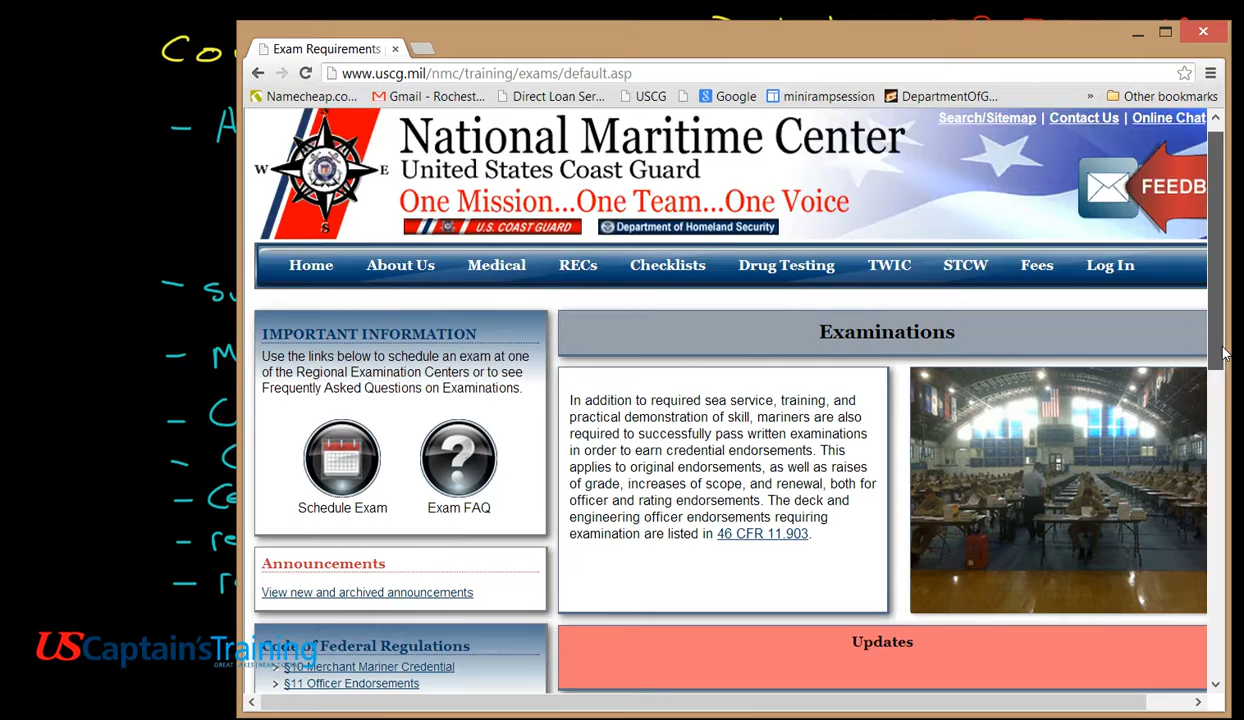 Exam Requirements
www.uscg.mil/nmc/training/exams/default.asp
Namecheap.co... Gmail - Rochest... Direct Loan Ser... USCG Google minirampsession DepartmentOfG... » Other bookmarks
Search/Sitemap | Contact Us | Online Chat
N
W E
S
National Maritime Center
United States Coast Guard
One Mission...One Team...One Voice
U.S. COAST GUARD Department of Homeland Security
FEEDB
Home About Us Medical RECs Checklists Drug Testing TWIC STCW Fees Log In
IMPORTANT INFORMATION
Use the links below to schedule an exam at one
of the Regional Examination Centers or to see
Frequently Asked Questions on Examinations.
Schedule Exam Exam FAQ
Announcements
View new and archived announcements
Code of Federal Regulations
§10 Merchant Mariner Credential
§11 Officer Endorsements
Examinations
In addition to required sea service, training, and
practical demonstration of skill, mariners are also
required to successfully pass written examinations
in order to earn credential endorsements. This
applies to original endorsements, as well as raises
of grade, increases of scope, and renewal, both for
officer and rating endorsements. The deck and
engineering officer endorsements requiring
examination are listed in 46 CFR 11.903.
Updates
US Captain'sTraining